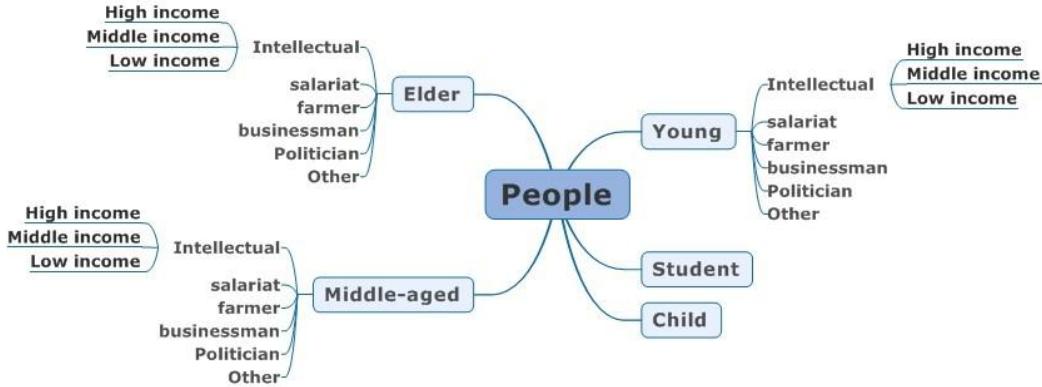 People
Elder
Intellectual
High income
Middle income
Low income
salariat
farmer
businessman
Politician
Other
Middle-aged
Intellectual
High income
Middle income
Low income
salariat
farmer
businessman
Politician
Other
Young
Intellectual
High income
Middle income
Low income
salariat
farmer
businessman
Politician
Other
Student
Child